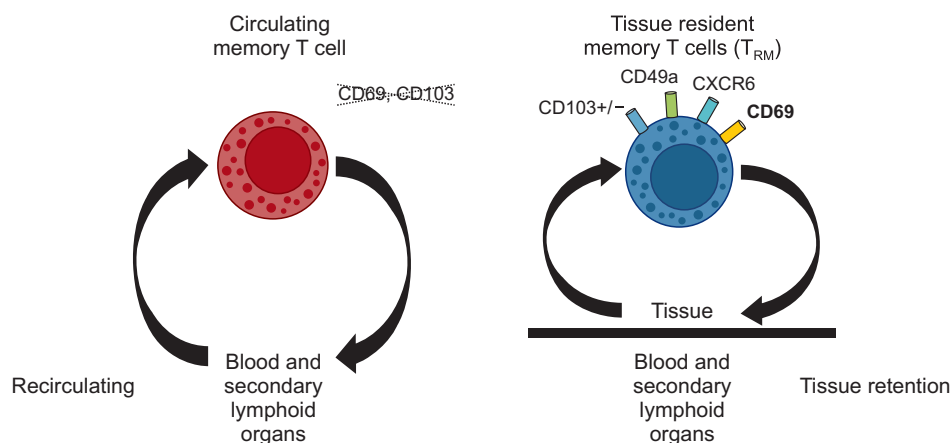 Circulating
memory T cell
CD69, CD103
Recirculating
Blood and
secondary
lymphoid
organs
Tissue resident
memory T cells (TRM)
CD49a
CXCR6
CD103+/−
CD69
Tissue
Blood and
secondary
lymphoid
organs
Tissue retention